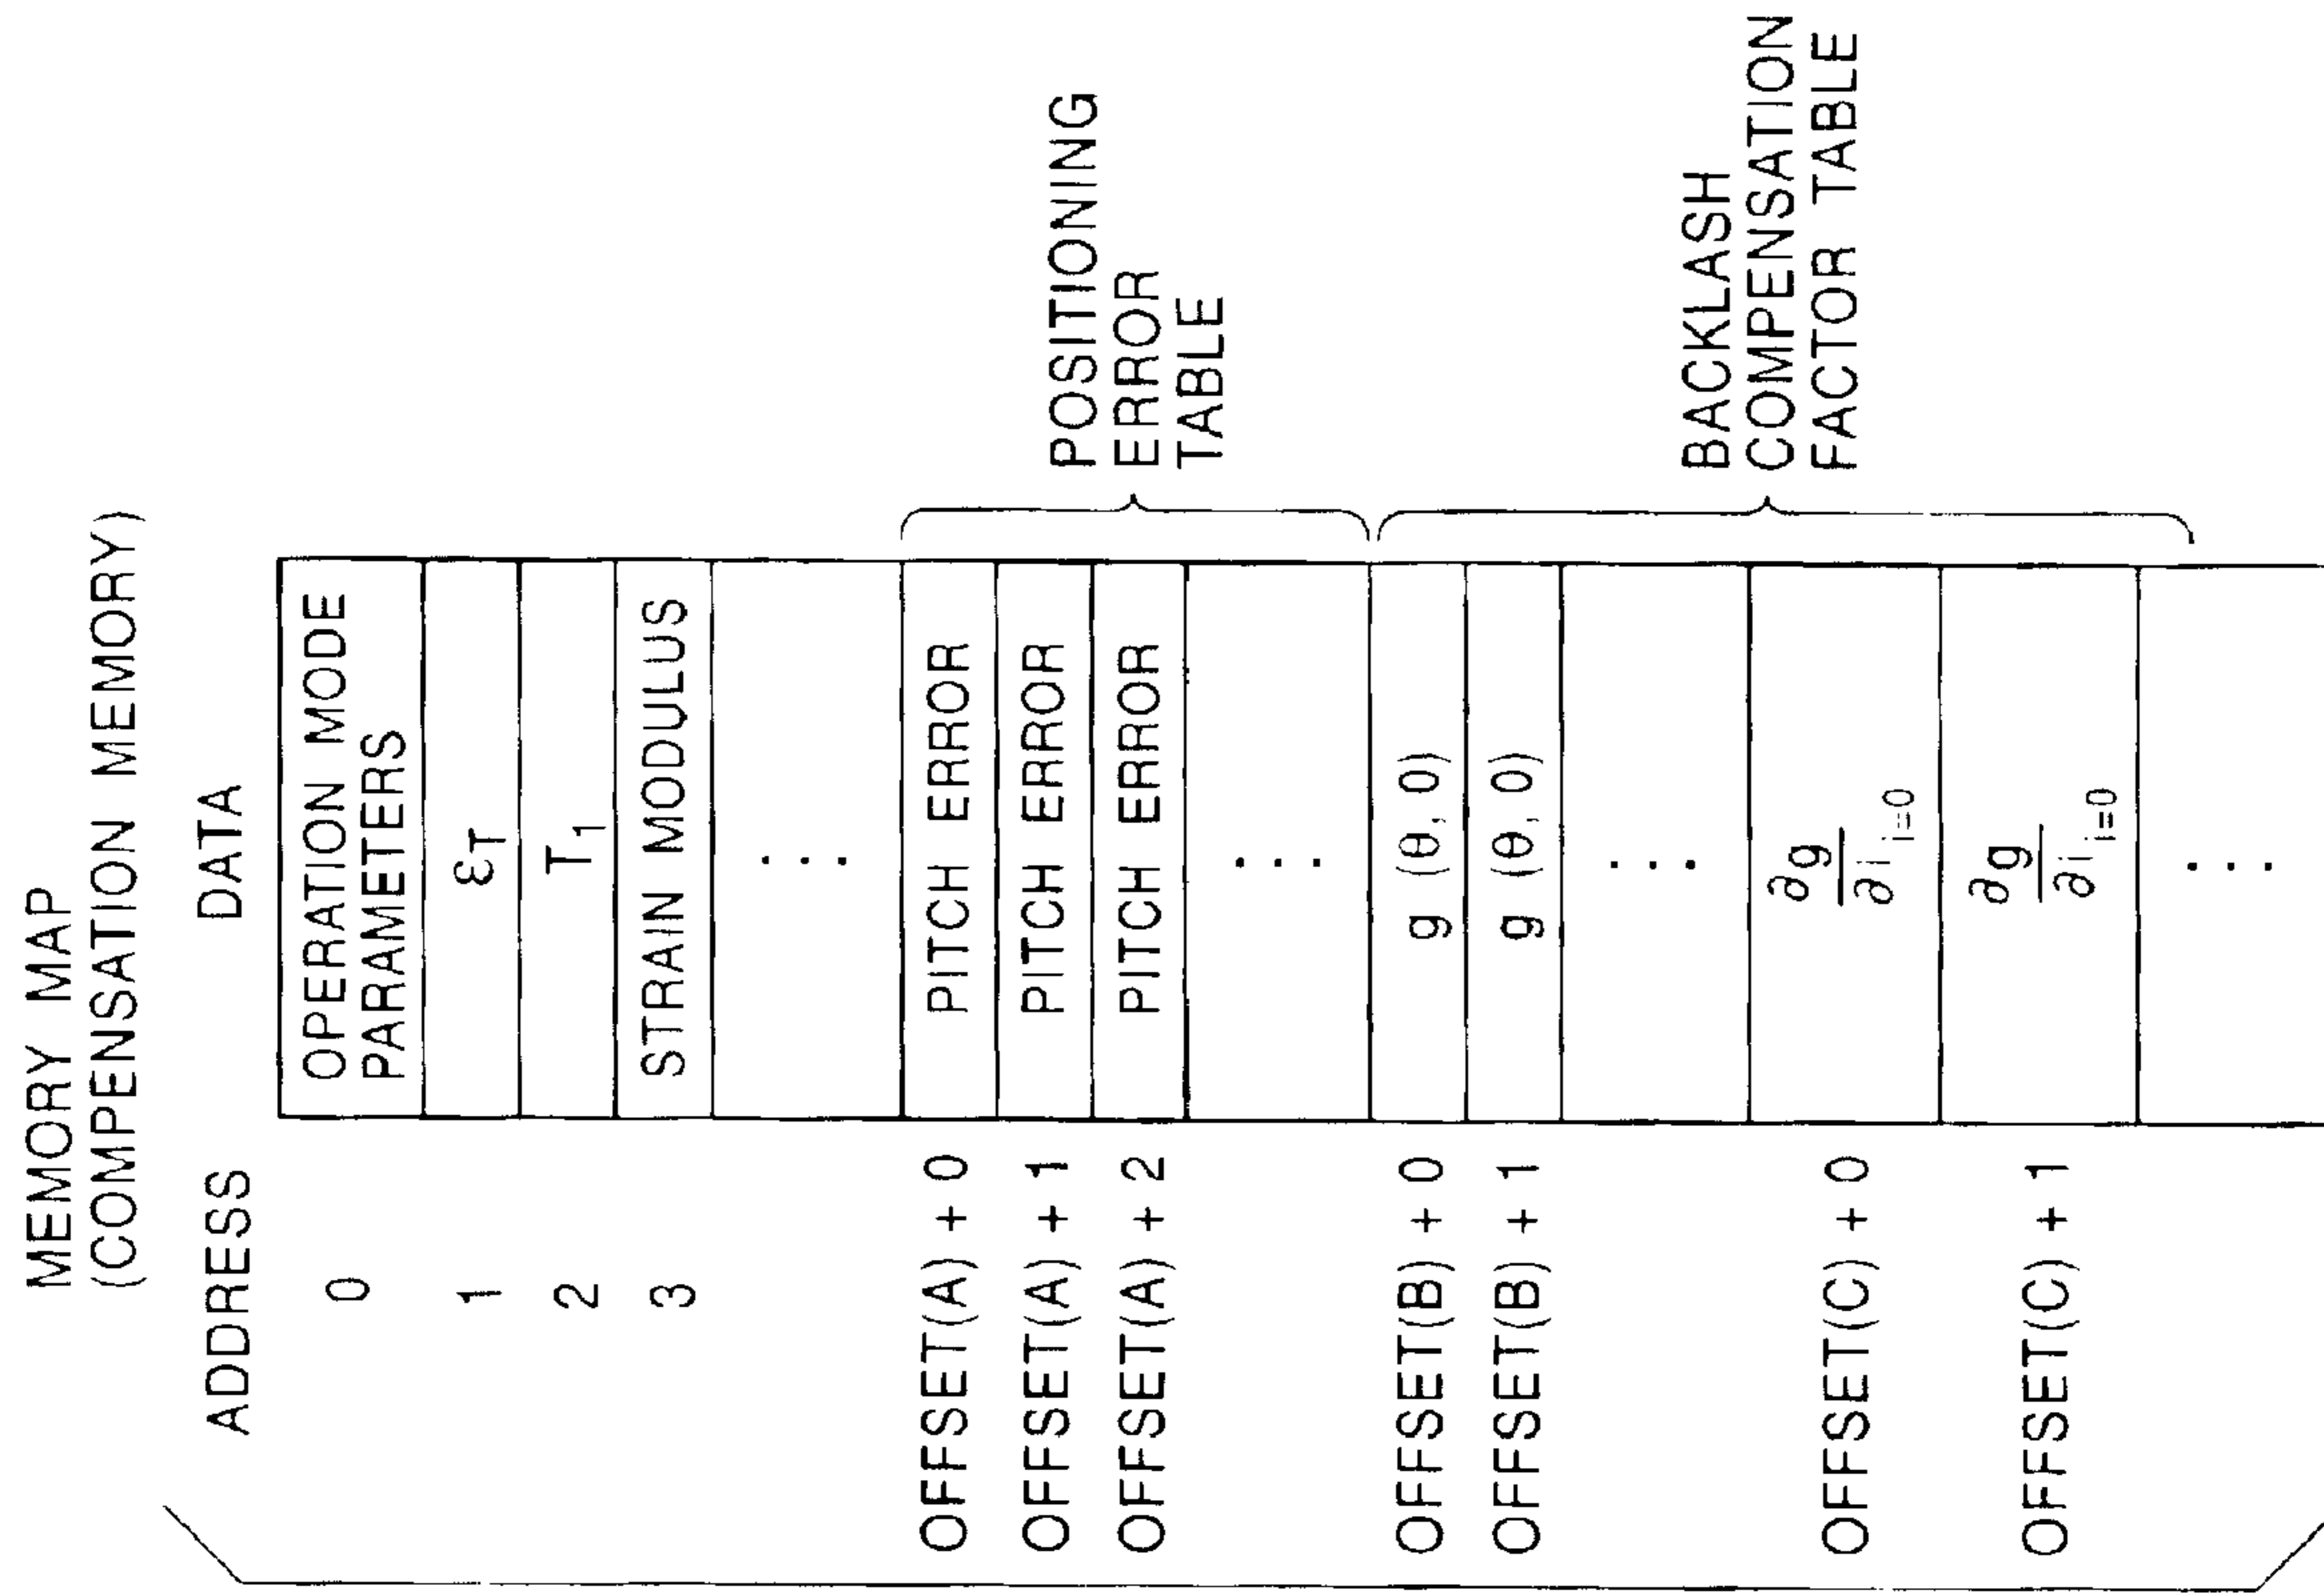 MEMORY MAP
(COMPENSATION MEMORY)
ADDRESS DATA
0 OPERATION MODE
PARAMETERS
1 εT
2 T1
3 STRAIN MODULUS
...
OFFSET(A) + 0 PITCH ERROR
OFFSET(A) + 1 PITCH ERROR
OFFSET(A) + 2 PITCH ERROR
...
POSITIONING
ERROR
TABLE
OFFSET(B) + 0 g (θ, 0)
OFFSET(B) + 1 g (θ, 0)
...
OFFSET(C) + 0 ∂g/∂i i=0
OFFSET(C) + 1 ∂g/∂i i=0
...
BACKLASH
COMPENSATION
FACTOR TABLE